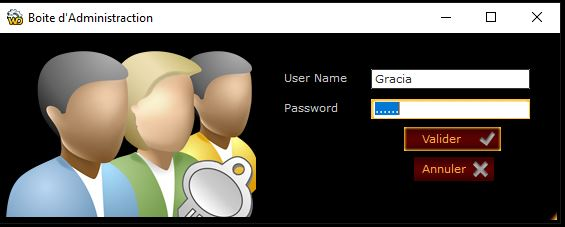 Boite d'Administraction
User Name
Gracia
Password
......
Valider
Annuler